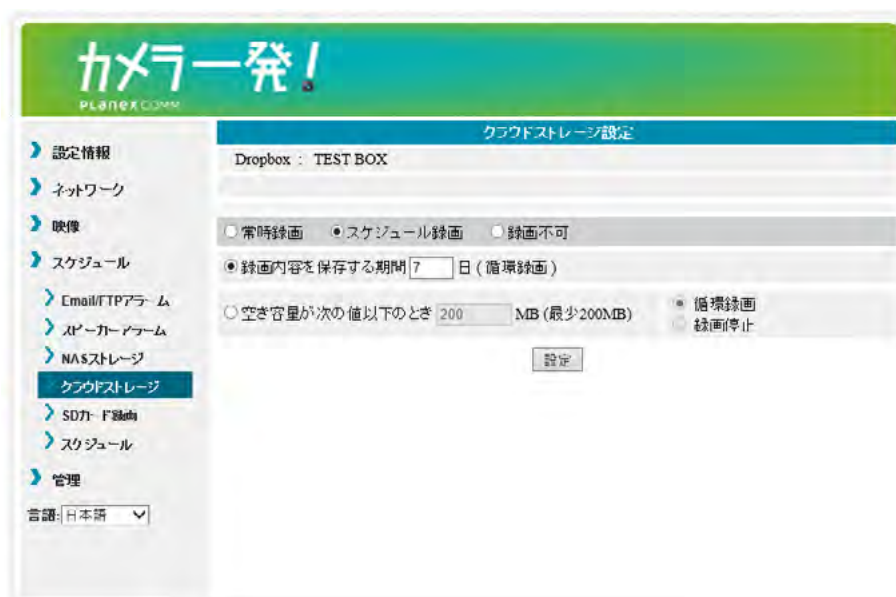 カメラ一発!
PLANEX COMM
設定情報
ネットワーク
映像
スケジュール
Email/FTPアラーム
スピーカーアラーム
NASストレージ
クラウドストレージ
SDカード録画
スケジュール
管理
言語: 日本語
クラウドストレージ設定
Dropbox : TEST BOX
常時録画 スケジュール録画 録画不可
録画内容を保存する期間 7 日 ( 循環録画 )
空き容量が次の値以下のとき 200 MB (最少200MB) 循環録画
録画停止
設定